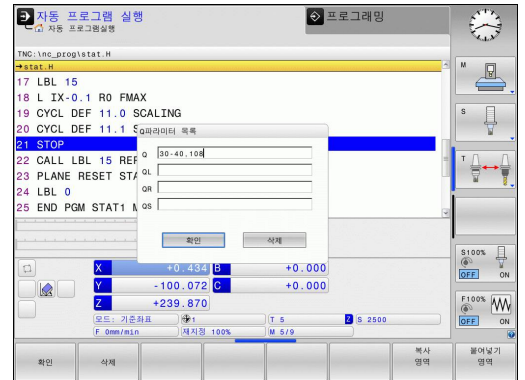 자동 프로그램 실행
자동 프로그램실행
프로그래밍
TNC:\nc_prog\stat.H
→stat.H
17 LBL 15
18 L IX-0.1 R0 FMAX
19 CYCL DEF 11.0 SCALING
20 CYCL DEF 11.1 S
21 STOP
22 CALL LBL 15 REP
23 PLANE RESET STA
24 LBL 0
25 END PGM STAT1 M
Q파라미터 목록
Q 30-40.108
QL
QR
QS
확인 삭제
X +0.434 B +0.000
Y -100.072 C +0.000
Z +239.870
모드: 기준좌표 1 T 5 Z S 2500
F 0mm/min 재지정 100% M 5/9
M
S
T
S100%
OFF ON
F100%
OFF ON
확인 삭제 복사 영역 붙여넣기 영역